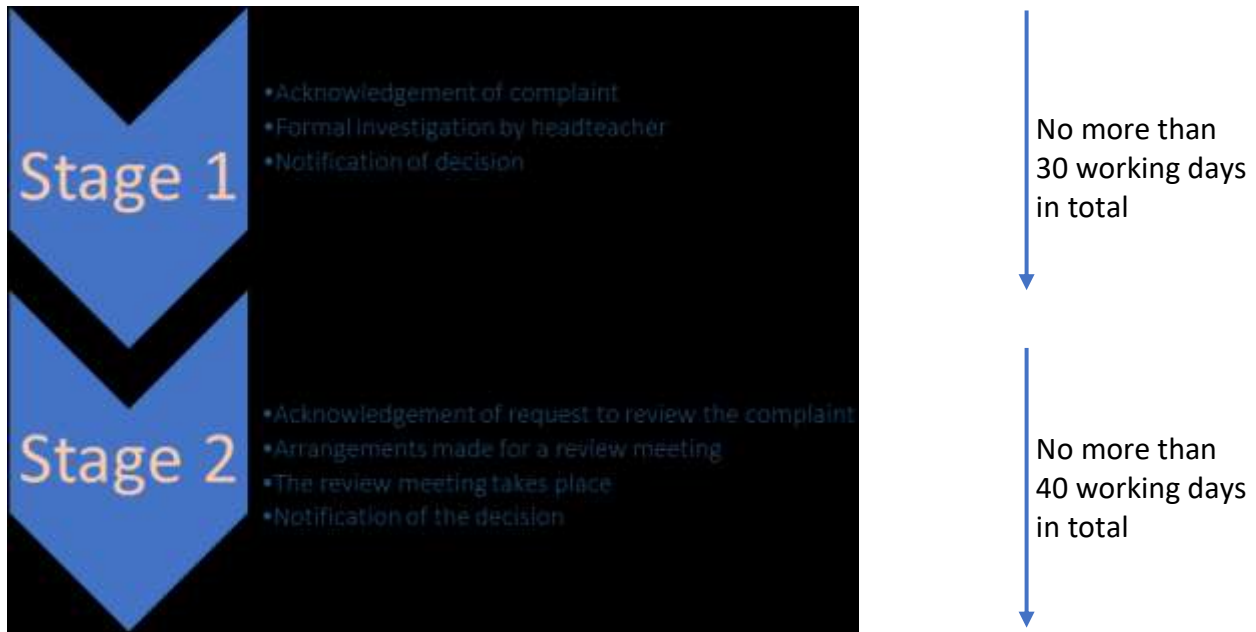 Stage 1
•Acknowledgement of complaint
•Formal investigation by headteacher
•Notification of decision
No more than
30 working days
in total
Stage 2
•Acknowledgement of request to review the complaint
•Arrangements made for a review meeting
•The review meeting takes place
•Notification of the decision
No more than
40 working days
in total